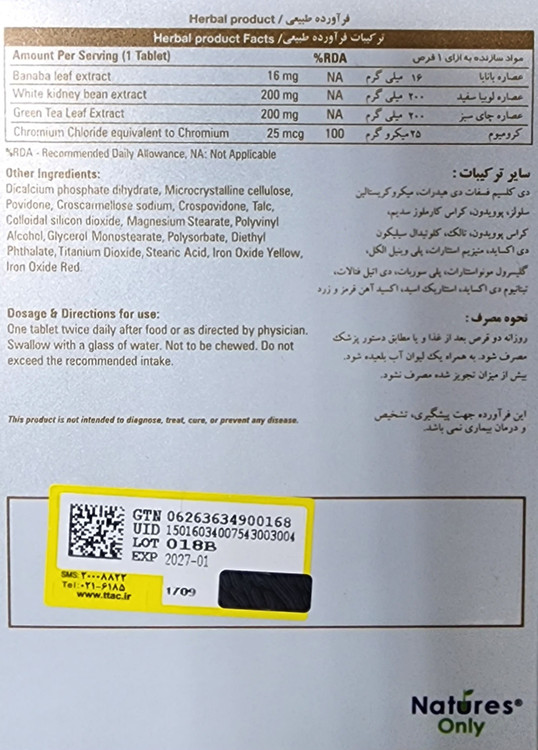 Herbal product / فرآورده طبیعی
Herbal product Facts / ترکیبات فرآورده طبیعی
Amount Per Serving (1 Tablet) %RDA مواد سازنده به ازای ۱ قرص
Banaba leaf extract 16 mg NA ۱۶ میلی گرم عصاره بانابا
White kidney bean extract 200 mg NA ۲۰۰ میلی گرم عصاره لوبیا سفید
Green Tea Leaf Extract 200 mg NA ۲۰۰ میلی گرم عصاره چای سبز
Chromium Chloride equivalent to Chromium 25 mcg 100 ۲۵ میکرو گرم کرومیوم
%RDA - Recommended Daily Allowance, NA: Not Applicable
Other Ingredients:
Dicalcium phosphate dihydrate, Microcrystalline cellulose,
Povidone, Croscarmellose sodium, Crospovidone, Talc,
Colloidal silicon dioxide, Magnesium Stearate, Polyvinyl
Alcohol, Glycerol Monostearate, Polysorbate, Diethyl
Phthalate, Titanium Dioxide, Stearic Acid, Iron Oxide Yellow,
Iron Oxide Red.
سایر ترکیبات :
دی کلسیم فسفات دی هیدرات، میکروکریستالین
سلولز، پوویدون، کراس کارملوز سدیم،
کراس پوویدون، تالک، کلوئیدال سیلیکون
دی اکساید، منیزیم استئارات، پلی وینیل الکل،
گلیسرول مونواستئارات، پلی سوربات، دی اتیل فتالات،
تیتانیوم دی اکساید، استئاریک اسید، اکسید آهن قرمز و زرد
Dosage & Directions for use:
One tablet twice daily after food or as directed by physician.
Swallow with a glass of water. Not to be chewed. Do not
exceed the recommended intake.
نحوه مصرف :
روزانه دو قرص بعد از غذا و یا مطابق دستور پزشک
مصرف شود. به همراه یک لیوان آب بلعیده شود.
بیش از میزان تجویز شده مصرف نشود.
This product is not intended to diagnose, treat, cure, or prevent any disease.
این فرآورده جهت پیشگیری، تشخیص
و درمان بیماری نمی باشد.
GTN 06263634900168
UID 15016034007543003004
LOT 018B
EXP 2027-01
SMS: ۲۰۰۰۸۸۲۲
Tel: ۰۲۱-۶۱۸۵
www.ttac.ir
1/09
Natures®
Only